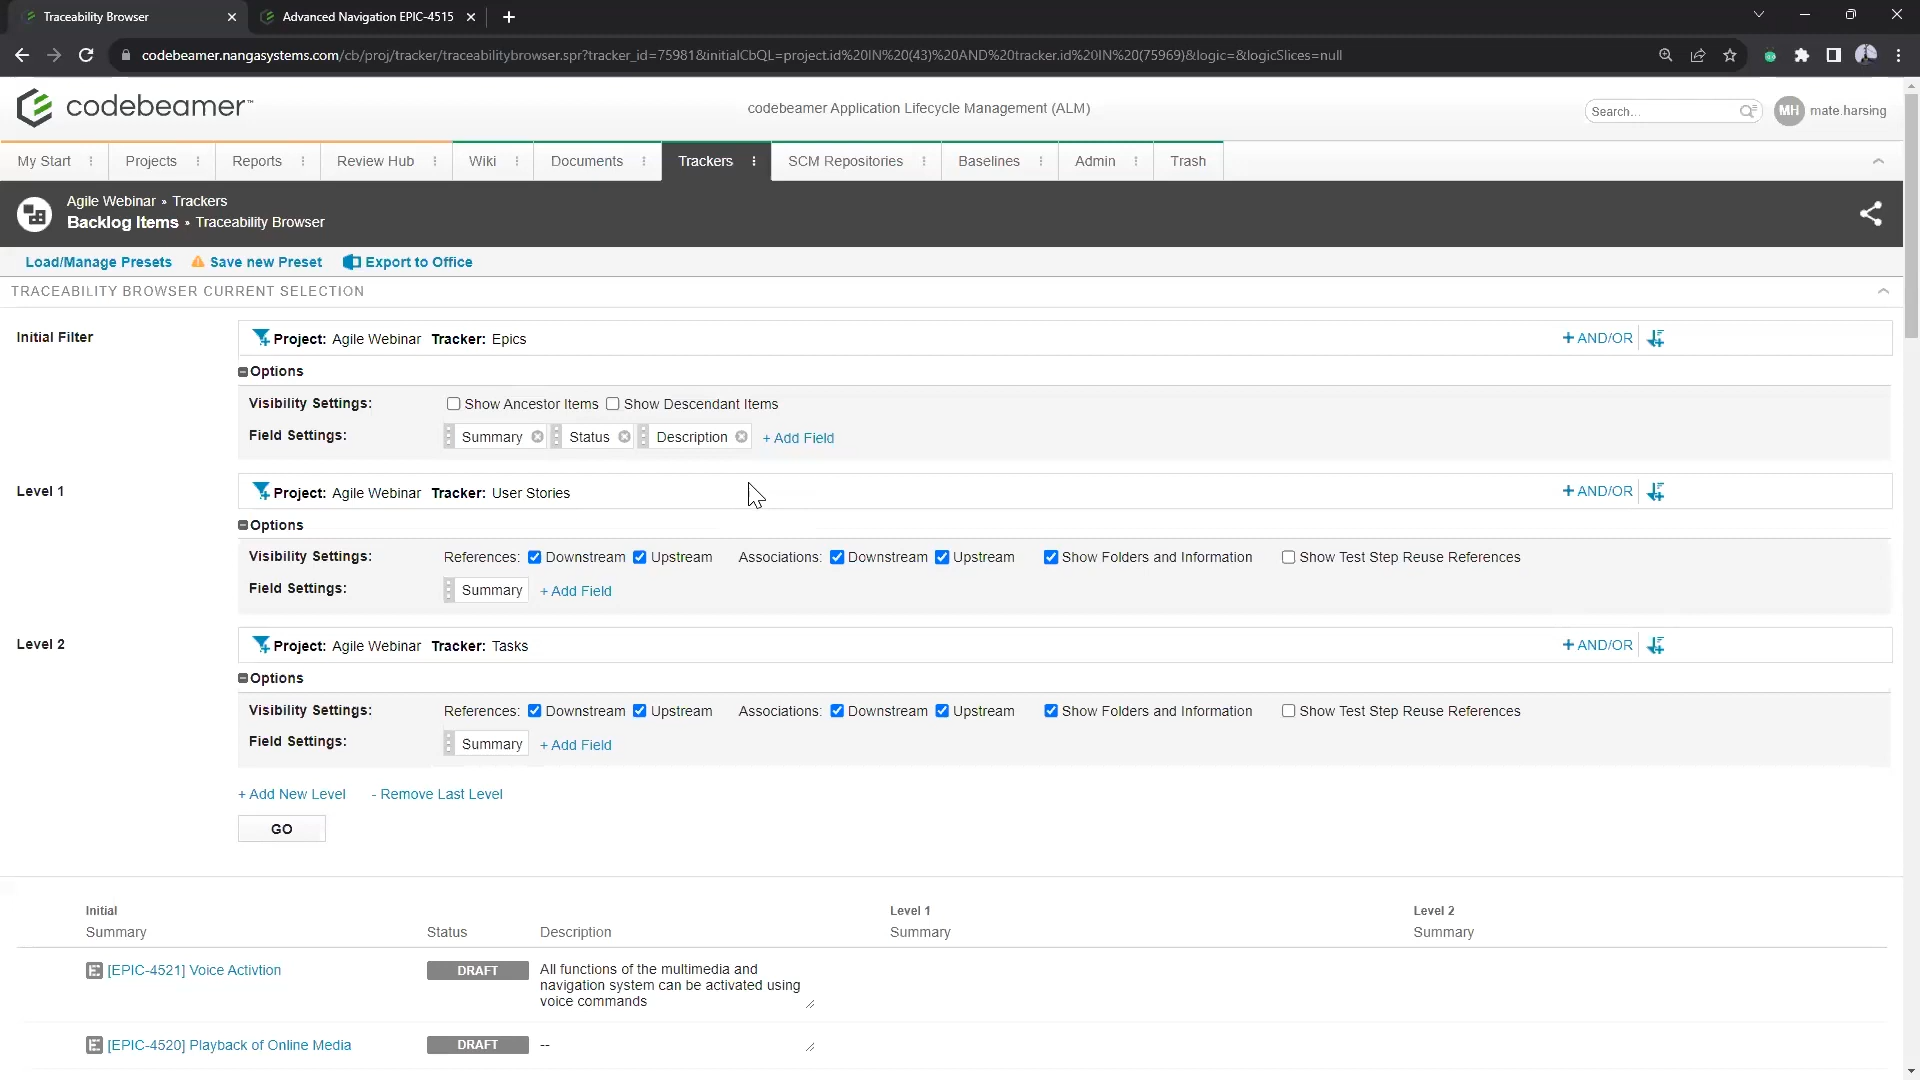 Traceability Browser
Advanced Navigation EPIC-4515
codebeamer.nangasystems.com/cb/proj/tracker/traceabilitybrowser.spr?tracker_id=75981&initialCbQL=project.id%20IN%20(43)%20AND%20tracker.id%20IN%20(75969)&logic=&logicSlices=null
codebeamer™
codebeamer Application Lifecycle Management (ALM)
Search...
MH mate.harsing
My Start Projects Reports Review Hub Wiki Documents Trackers SCM Repositories Baselines Admin Trash
Agile Webinar » Trackers
Backlog Items » Traceability Browser
Load/Manage Presets Save new Preset Export to Office
TRACEABILITY BROWSER CURRENT SELECTION
Initial Filter Project: Agile Webinar Tracker: Epics + AND/OR
Options
Visibility Settings: Show Ancestor Items Show Descendant Items
Field Settings: Summary Status Description + Add Field
Level 1 Project: Agile Webinar Tracker: User Stories + AND/OR
Options
Visibility Settings: References: Downstream Upstream Associations: Downstream Upstream Show Folders and Information Show Test Step Reuse References
Field Settings: Summary + Add Field
Level 2 Project: Agile Webinar Tracker: Tasks + AND/OR
Options
Visibility Settings: References: Downstream Upstream Associations: Downstream Upstream Show Folders and Information Show Test Step Reuse References
Field Settings: Summary + Add Field
+ Add New Level - Remove Last Level
GO
Initial Level 1 Level 2
Summary Status Description Summary Summary
[EPIC-4521] Voice Activtion DRAFT All functions of the multimedia and
navigation system can be activated using
voice commands
[EPIC-4520] Playback of Online Media DRAFT --